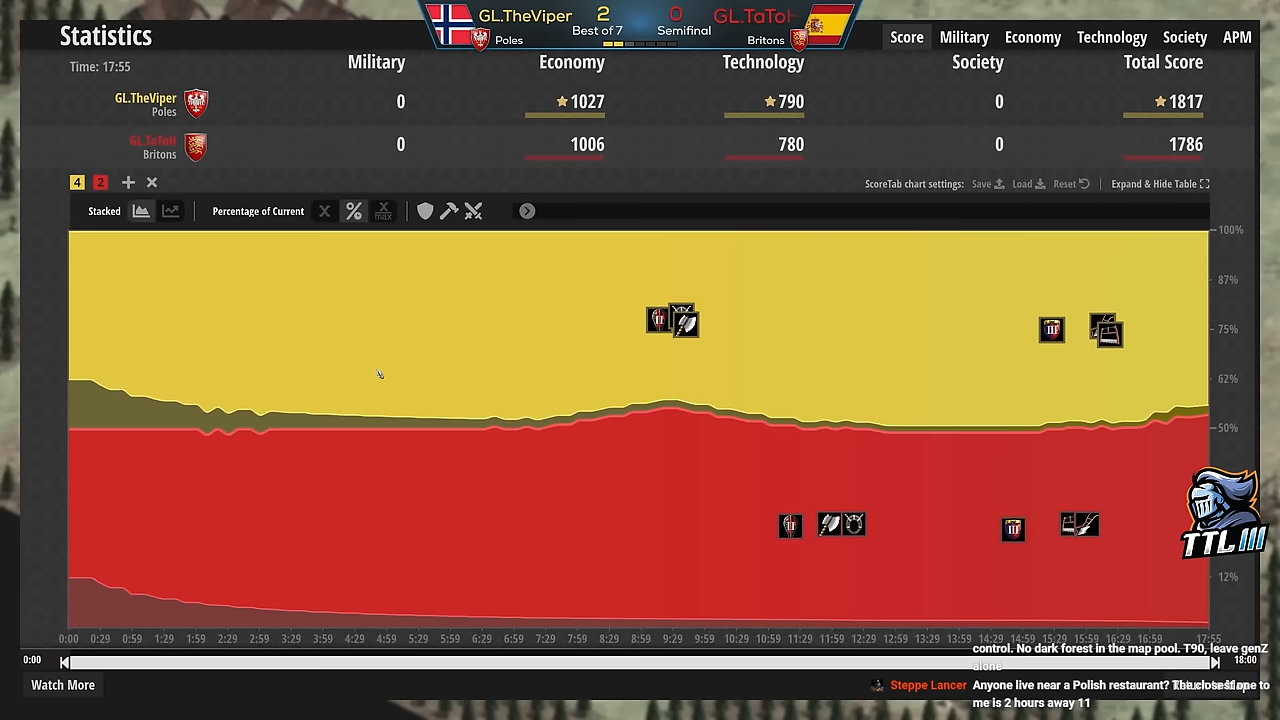 GL.TheViper 2 0 GL.TaToH
Best of 7 Semifinal
Poles Britons
Statistics
Score Military Economy Technology Society APM
Time: 17:55
Military Economy Technology Society Total Score
GL.TheViper
Poles
0 1027 790 0 1817
GL.TaToH
Britons
0 1006 780 0 1786
4 2
ScoreTab chart settings: Save Load Reset Expand & Hide Table
Stacked Percentage of Current X % X max
100%
87%
75%
62%
50%
12%
TTL III
0:00 0:29 0:59 1:29 1:59 2:29 2:59 3:29 3:59 4:29 4:59 5:29 5:59 6:29 6:59 7:29 7:59 8:29 8:59 9:29 9:59 10:29 10:59 11:29 11:59 12:29 12:59 13:29 13:59 14:29 14:59 15:29 15:59 16:29 16:59 17:55
0:00 18:00
control. No dark forest in the map pool. T90, leave genZ
alone
Watch More
Steppe Lancer Anyone live near a Polish restaurant? The closest one to
me is 2 hours away 11